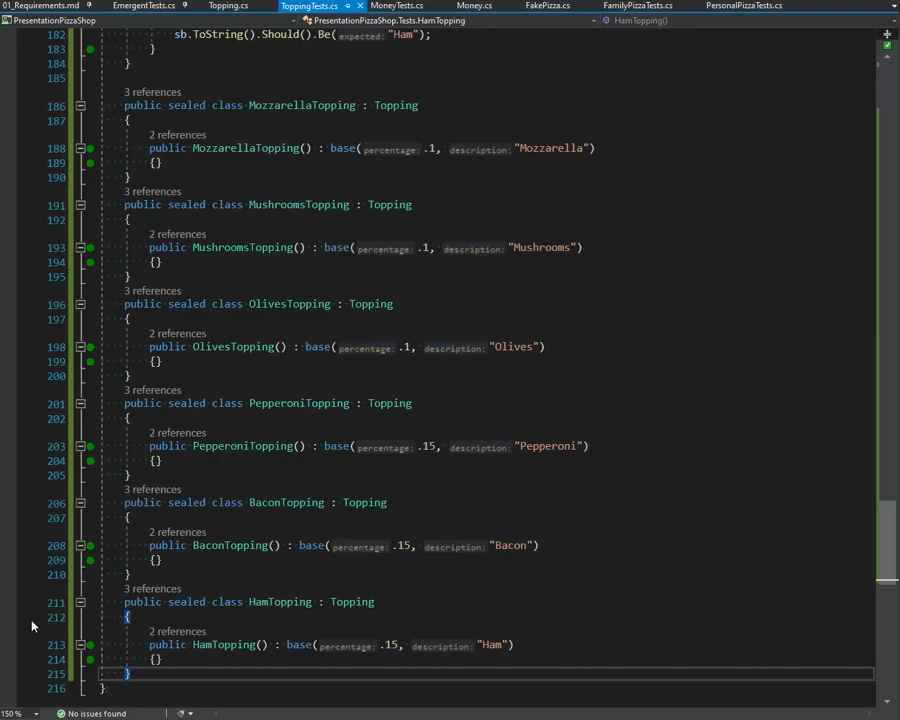 01_Requirements.md EmergentTests.cs Topping.cs ToppingTests.cs MoneyTests.cs Money.cs FakePizza.cs FamilyPizzaTests.cs PersonalPizzaTests.cs
PresentationPizzaShop PresentationPizzaShop.Tests.HamTopping HamTopping()
182 sb.ToString().Should().Be(expected: "Ham");
183 }
184 }
185
3 references
186 public sealed class MozzarellaTopping : Topping
187 {
2 references
188 public MozzarellaTopping() : base(percentage: .1, description: "Mozzarella")
189 {}
190 }
3 references
191 public sealed class MushroomsTopping : Topping
192 {
2 references
193 public MushroomsTopping() : base(percentage: .1, description: "Mushrooms")
194 {}
195 }
3 references
196 public sealed class OlivesTopping : Topping
197 {
2 references
198 public OlivesTopping() : base(percentage: .1, description: "Olives")
199 {}
200 }
3 references
201 public sealed class PepperoniTopping : Topping
202 {
2 references
203 public PepperoniTopping() : base(percentage: .15, description: "Pepperoni")
204 {}
205 }
3 references
206 public sealed class BaconTopping : Topping
207 {
2 references
208 public BaconTopping() : base(percentage: .15, description: "Bacon")
209 {}
210 }
3 references
211 public sealed class HamTopping : Topping
212 {
2 references
213 public HamTopping() : base(percentage: .15, description: "Ham")
214 {}
215 }
216 }
150 % No issues found